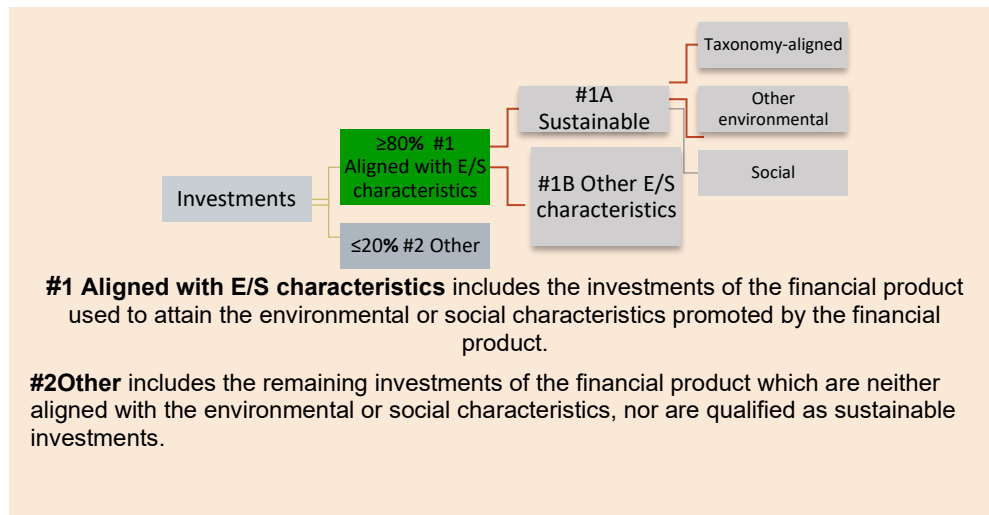 Taxonomy-aligned
#1A
Sustainable
Other
environmental
≥80% #1
Aligned with E/S
characteristics
#1B Other E/S
characteristics
Social
Investments
≤20% #2 Other
#1 Aligned with E/S characteristics includes the investments of the financial product
used to attain the environmental or social characteristics promoted by the financial
product.
#2Other includes the remaining investments of the financial product which are neither
aligned with the environmental or social characteristics, nor are qualified as sustainable
investments.